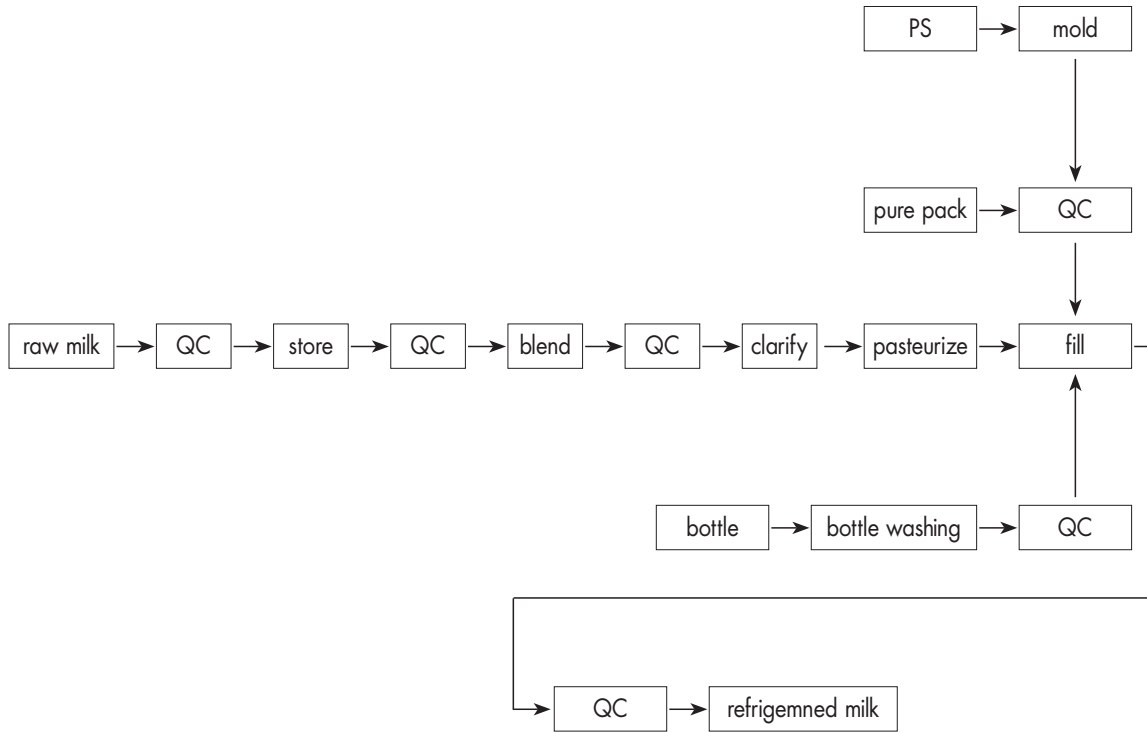 PS
mold
pure pack
QC
raw milk
QC
store
QC
blend
QC
clarify
pasteurize
fill
bottle
bottle washing
QC
QC
refrigemned milk